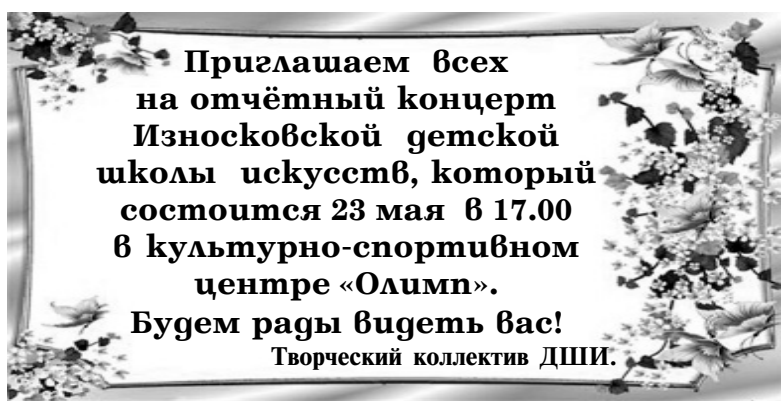 Приглашаем всех
на отчётный концерт
Износковской детской
школы искусств, который
состоится 23 мая в 17.00
в культурно-спортивном
центре «Олимп».
Будем рады видеть вас!
Творческий коллектив ДШИ.